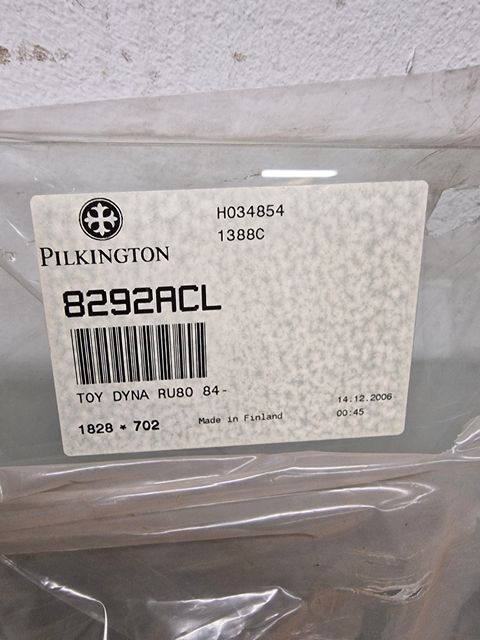 H034854
1388C
PILKINGTON
8292ACL
TOY DYNA RU80 84-
14.12.2006
1828 * 702
Made in Finland
00:45